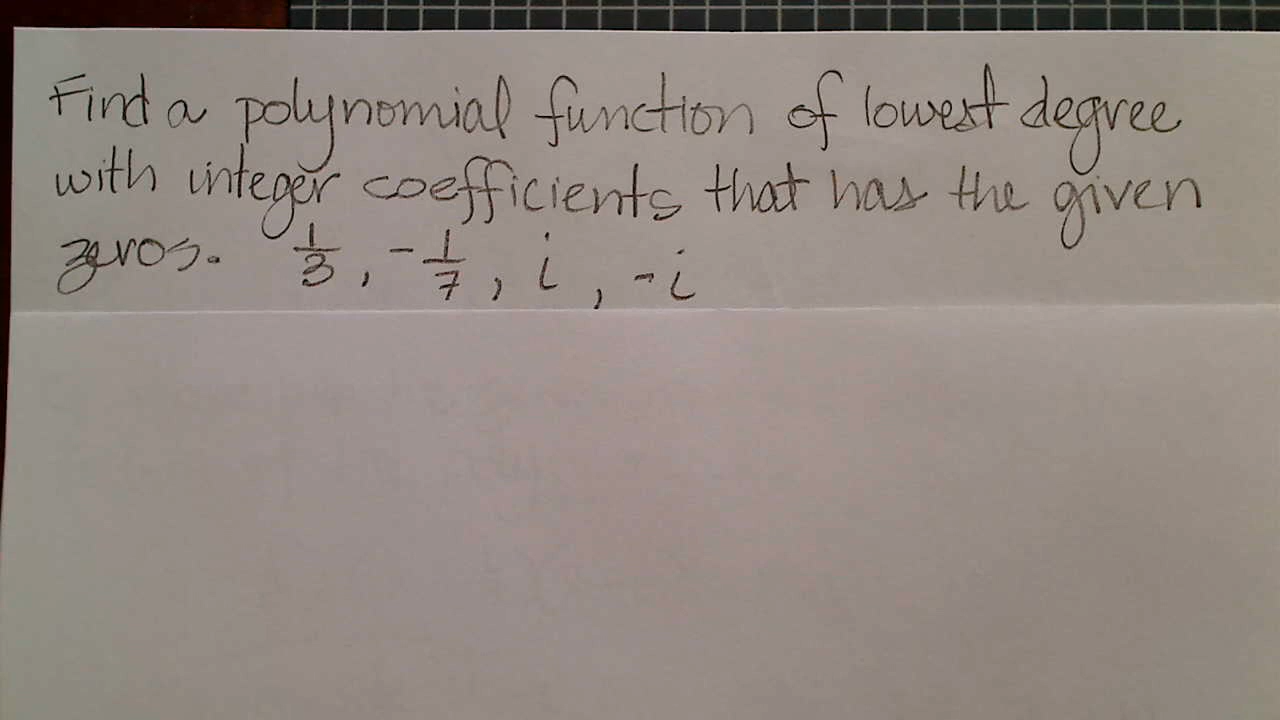 Find a polynomial function of lowest degree
with integer coefficients that has the given
zeros. 1/3, -1/7, i, -i